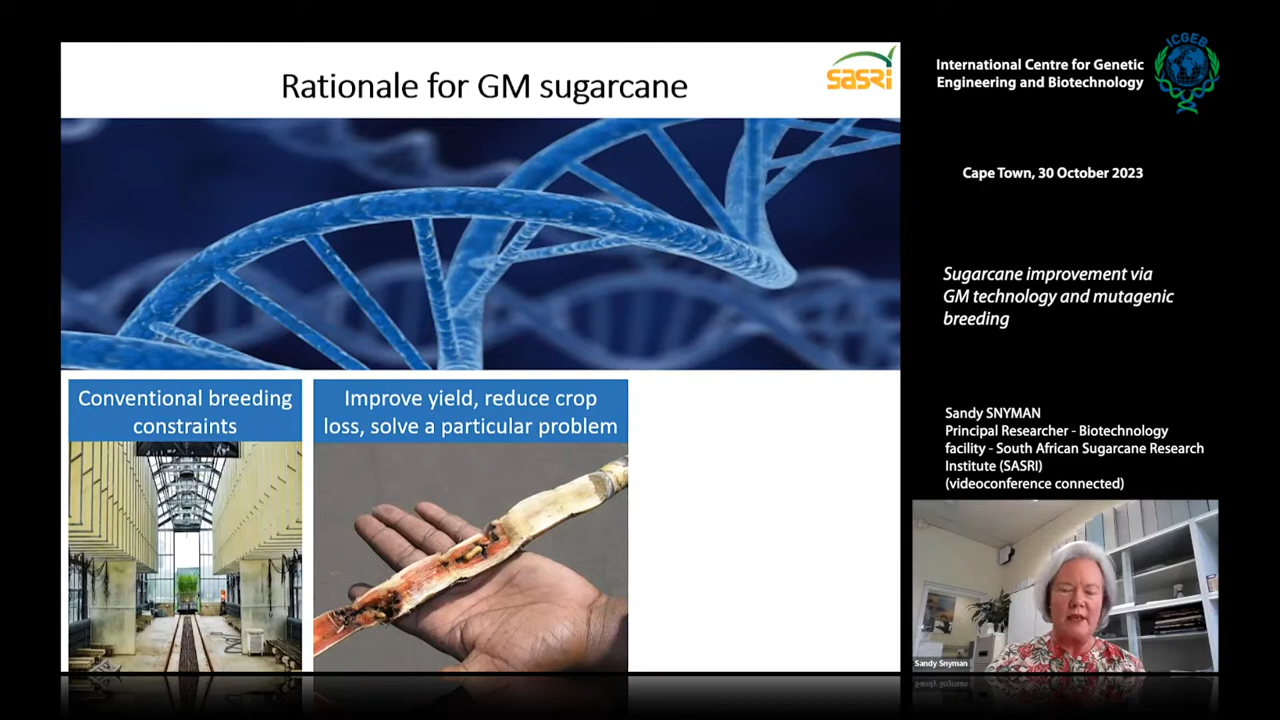 Rationale for GM sugarcane
sasri
Conventional breeding
constraints
Improve yield, reduce crop
loss, solve a particular problem
ICGEB
International Centre for Genetic
Engineering and Biotechnology
Cape Town, 30 October 2023
Sugarcane improvement via
GM technology and mutagenic
breeding
Sandy SNYMAN
Principal Researcher - Biotechnology
facility - South African Sugarcane Research
Institute (SASRI)
(videoconference connected)
Sandy Snyman